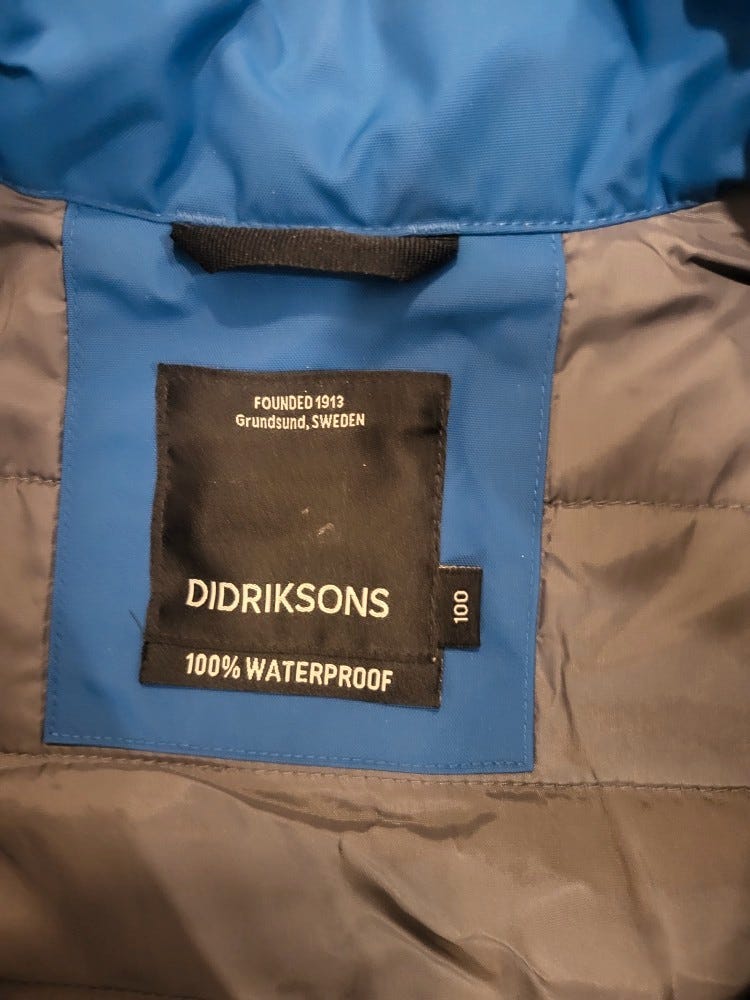 FOUNDED 1913
Grundsund, SWEDEN
DIDRIKSONS
100
100% WATERPROOF